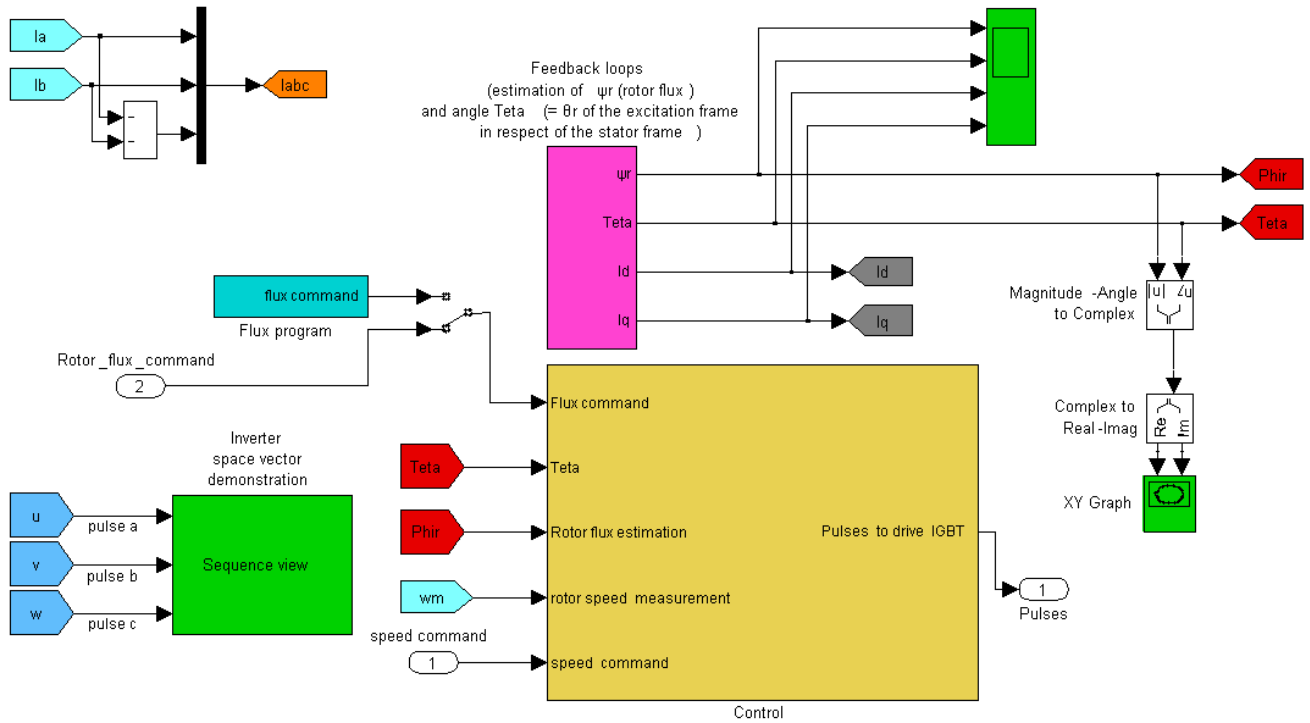 Ia
Ib
Iabc
-
-
Feedback loops
(estimation of ψr (rotor flux )
and angle Teta (= θr of the excitation frame
in respect of the stator frame )
ψr
Teta
Id
Iq
Phir
Teta
Id
Iq
Magnitude -Angle
to Complex
|u| ∠u
Complex to
Real -Imag
Re Im
XY Graph
flux command
Flux program
Rotor _flux _command
2
Inverter
space vector
demonstration
u
pulse a
v
pulse b
w
pulse c
Sequence view
Flux command
Teta
Teta
Phir
Rotor flux estimation
wm
rotor speed measurement
speed command
1
speed command
Pulses to drive IGBT
1
Pulses
Control